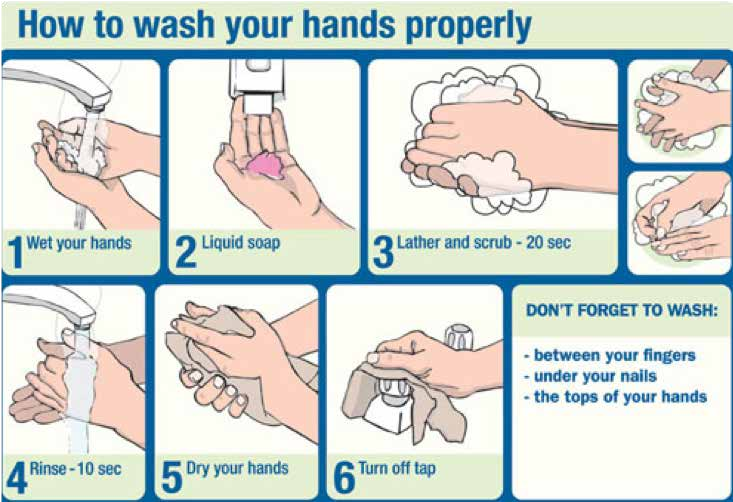 How to wash your hands properly
1 Wet your hands
2 Liquid soap
3 Lather and scrub - 20 sec
4 Rinse - 10 sec
5 Dry your hands
6 Turn off tap
DON'T FORGET TO WASH:
- between your fingers
- under your nails
- the tops of your hands